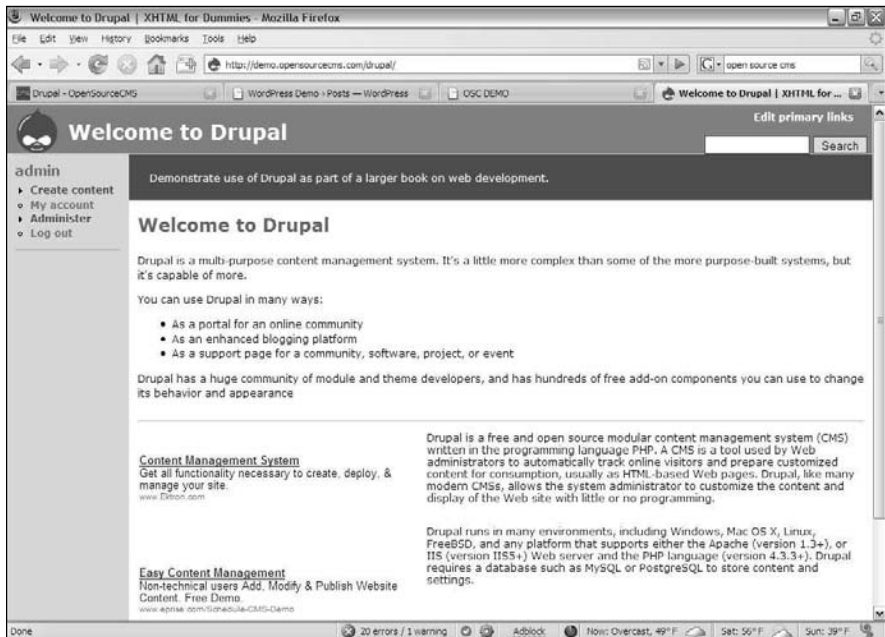 Welcome to Drupal | XHTML for Dummies - Mozilla Firefox
File Edit View History Bookmarks Tools Help
http://demo.opensourcecms.com/drupal/
G open source cms
Drupal - OpenSourceCMS
WordPress Demo › Posts — WordPress
OSC DEMO
Welcome to Drupal | XHTML for ...
Edit primary links
Welcome to Drupal
Search
admin
Create content
My account
Administer
Log out
Demonstrate use of Drupal as part of a larger book on web development.
Welcome to Drupal
Drupal is a multi-purpose content management system. It's a little more complex than some of the more purpose-built systems, but
it's capable of more.
You can use Drupal in many ways:
• As a portal for an online community
• As an enhanced blogging platform
• As a support page for a community, software, project, or event
Drupal has a huge community of module and theme developers, and has hundreds of free add-on components you can use to change
its behavior and appearance
Content Management System
Get all functionality necessary to create, deploy, &
manage your site.
www.Ektron.com
Easy Content Management
Non-technical users Add, Modify & Publish Website
Content. Free Demo.
www.eprise.com/Schedule-CMS-Demo
Drupal is a free and open source modular content management system (CMS)
written in the programming language PHP. A CMS is a tool used by Web
administrators to automatically track online visitors and prepare customized
content for consumption, usually as HTML-based Web pages. Drupal, like many
modern CMSs, allows the system administrator to customize the content and
display of the Web site with little or no programming.
Drupal runs in many environments, including Windows, Mac OS X, Linux,
FreeBSD, and any platform that supports either the Apache (version 1.3+), or
IIS (version IIS5+) Web server and the PHP language (version 4.3.3+). Drupal
requires a database such as MySQL or PostgreSQL to store content and
settings.
Done
20 errors / 1 warning
Adblock
Now: Overcast, 49° F
Sat: 56° F
Sun: 39° F